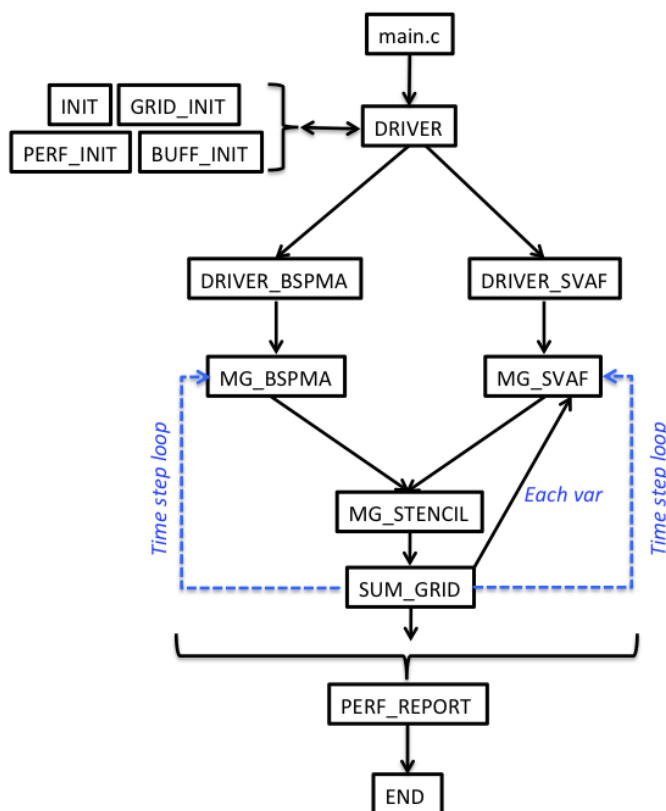 main.c
INIT
GRID_INIT
PERF_INIT
BUFF_INIT
DRIVER
DRIVER_BSPMA
DRIVER_SVAF
MG_BSPMA
MG_SVAF
Time step loop
MG_STENCIL
Each var
Time step loop
SUM_GRID
PERF_REPORT
END